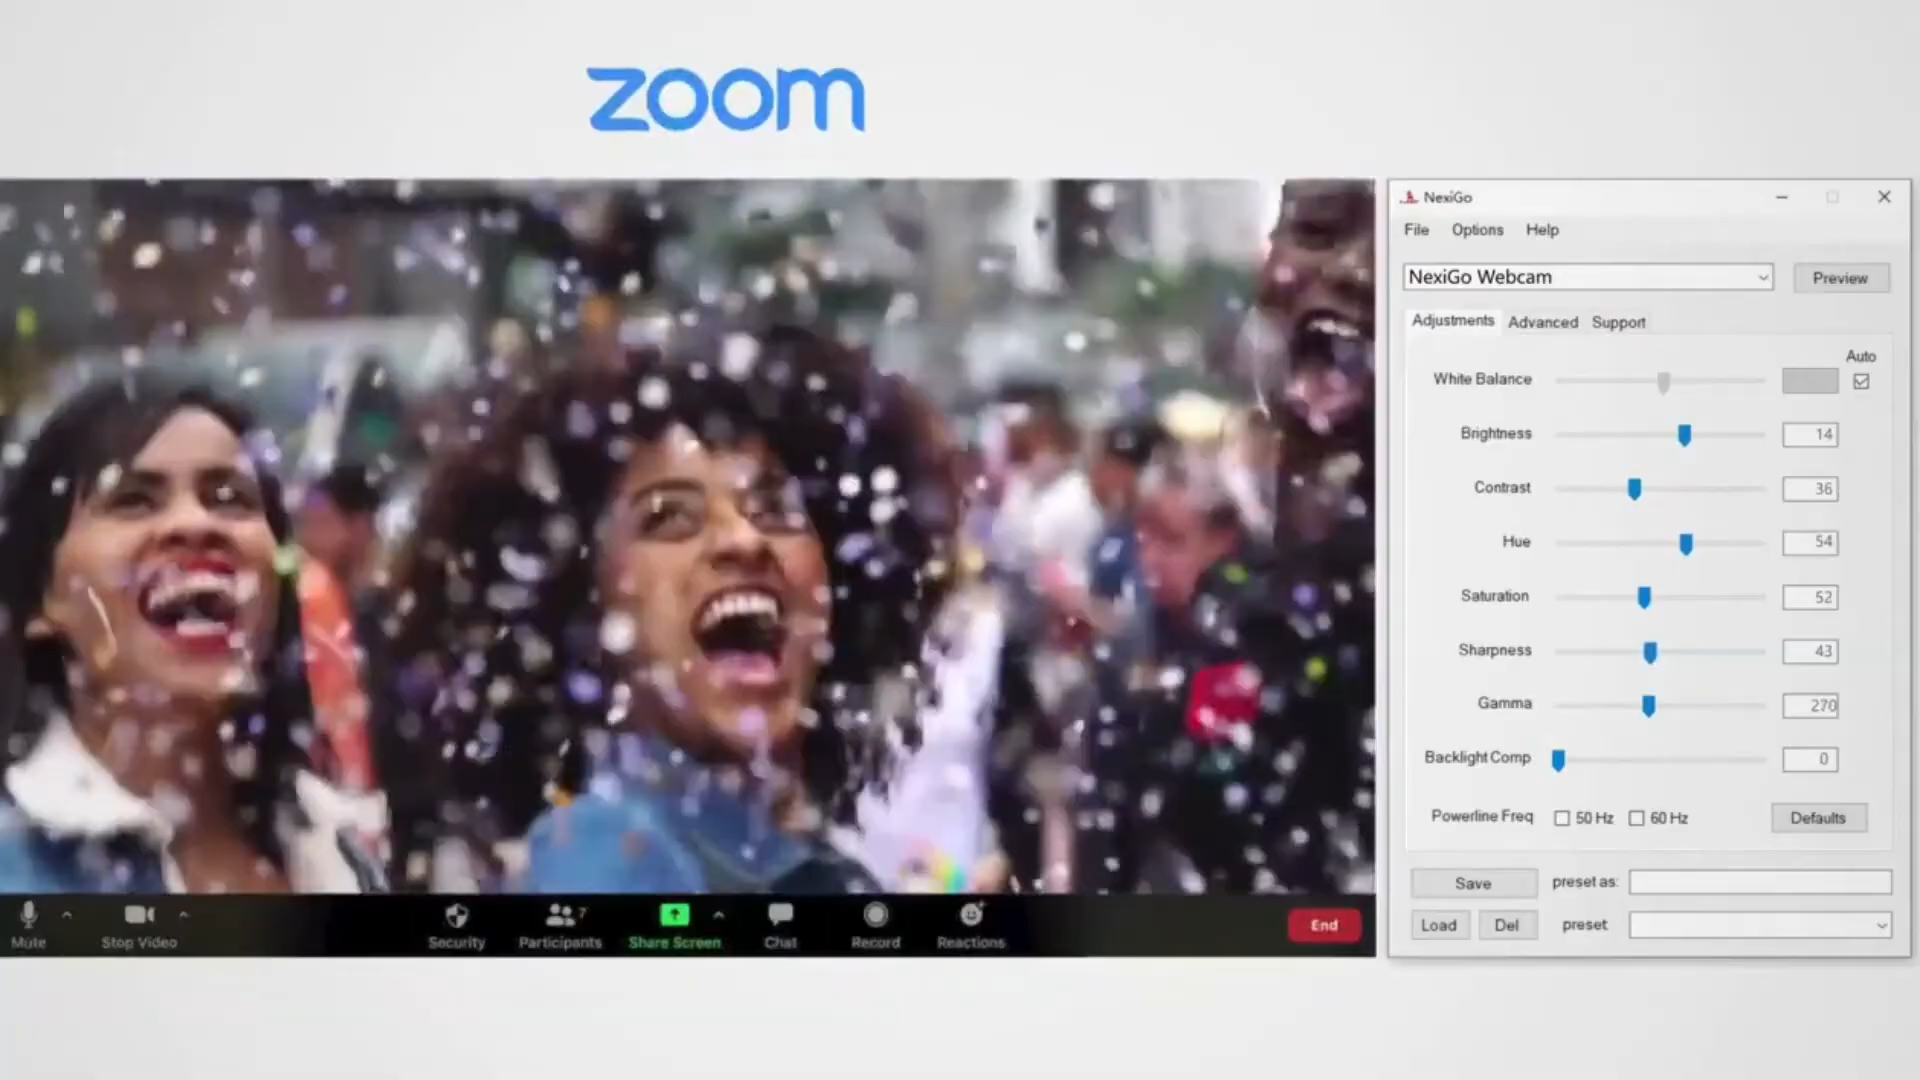 zoom
NexiGo
File Options Help
NexiGo Webcam Preview
Adjustments Advanced Support
Auto
White Balance
Brightness 14
Contrast 36
Hue 54
Saturation 52
Sharpness 43
Gamma 270
Backlight Comp 0
Powerline Freq 50 Hz 60 Hz Defaults
Save preset as:
Load Del preset
7
Mute Stop Video Security Participants Share Screen Chat Record Reactions End